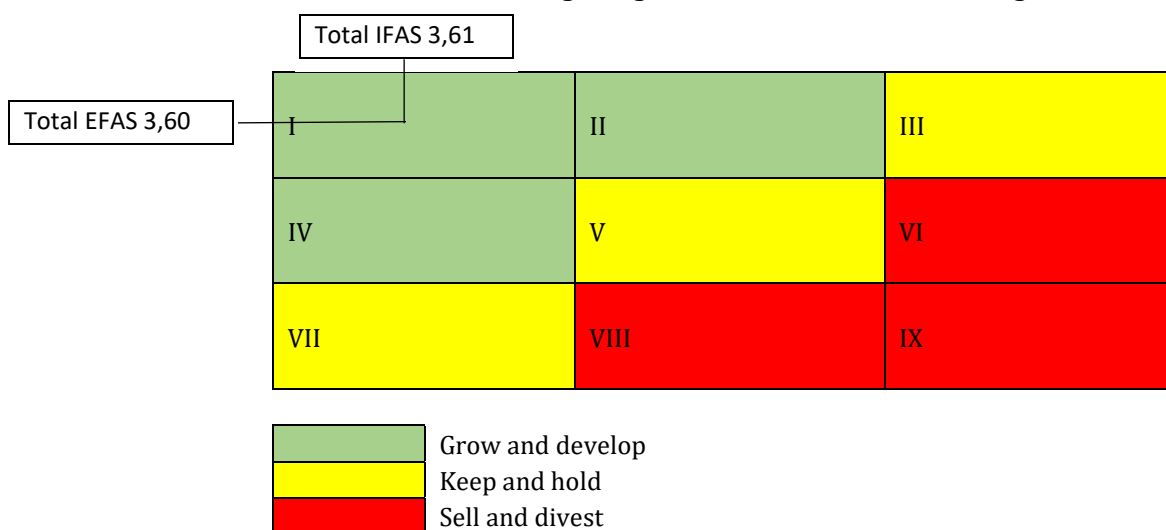 Total IFAS 3,61
Total EFAS 3,60
I
II
III
IV
V
VI
VII
VIII
IX
Grow and develop
Keep and hold
Sell and divest